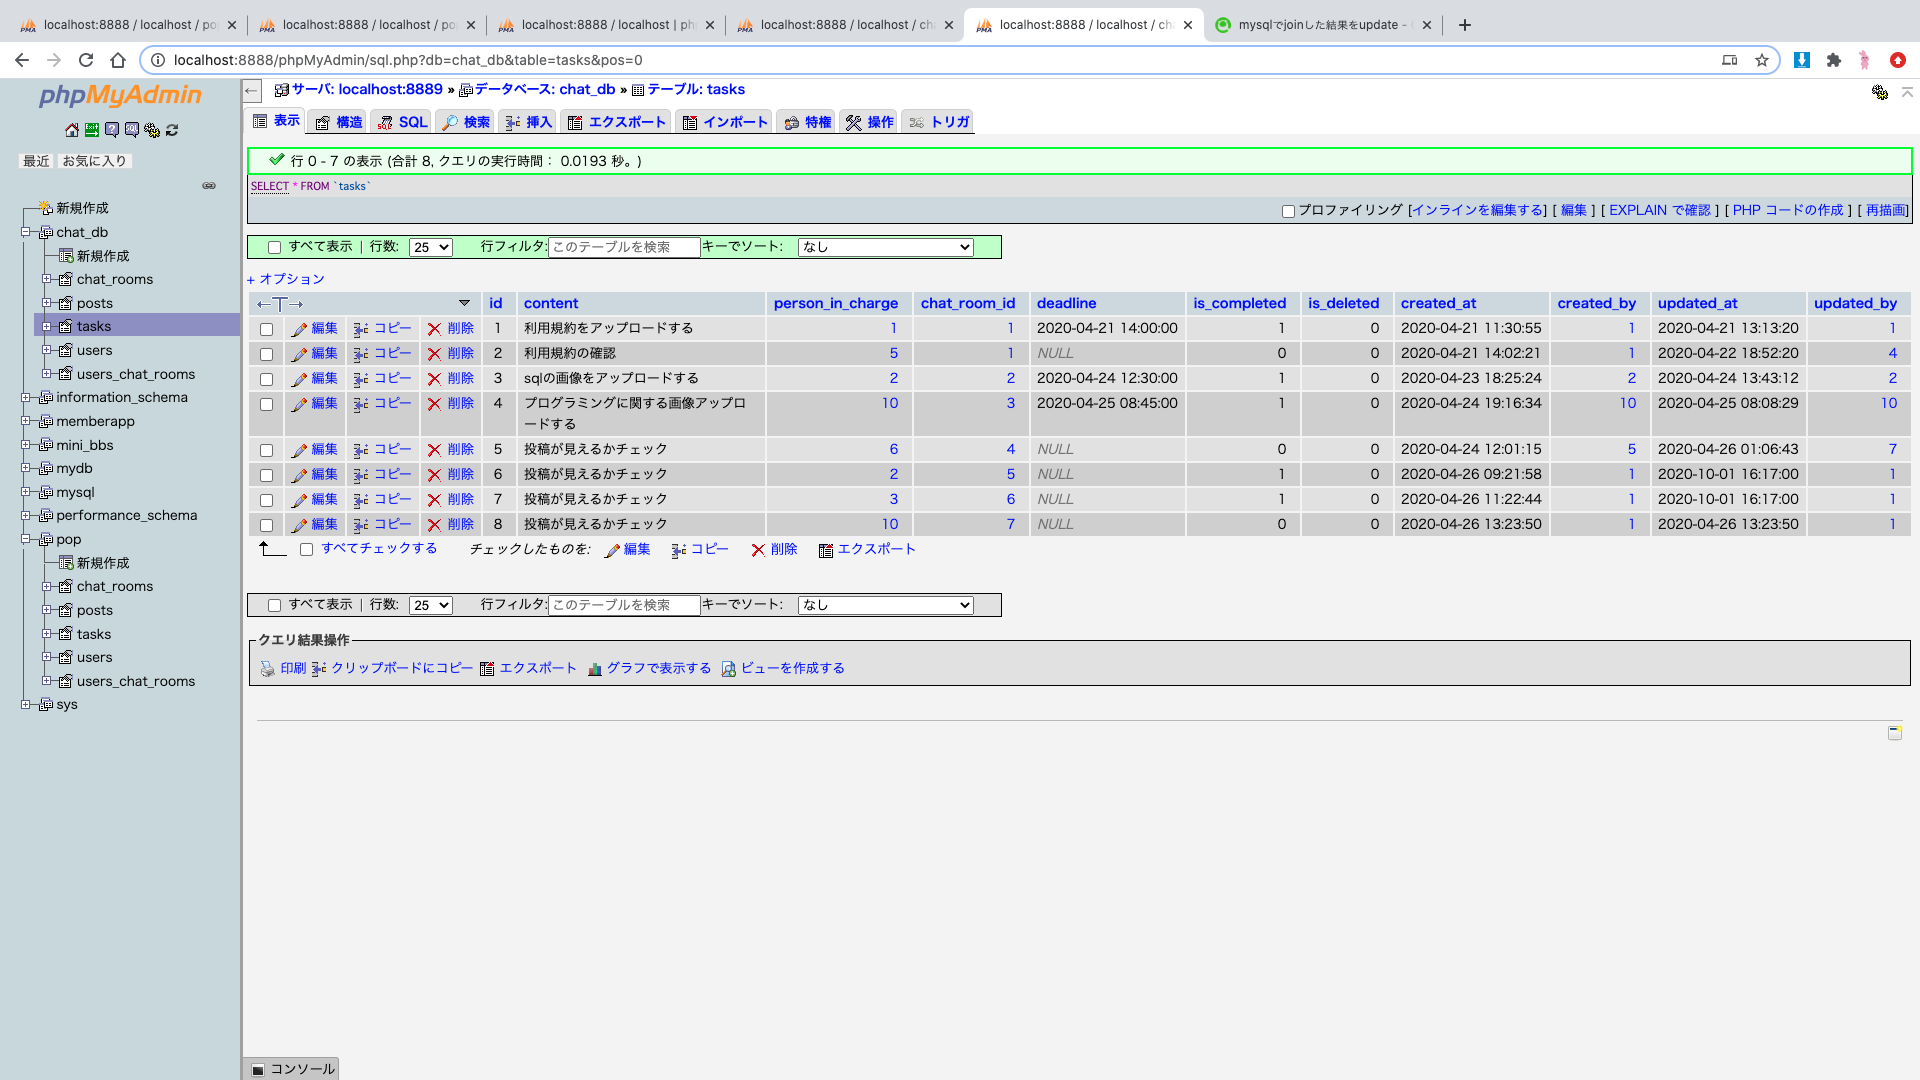 localhost:8888 / localhost / po
localhost:8888 / localhost / po
localhost:8888 / localhost | ph
localhost:8888 / localhost / ch
localhost:8888 / localhost / ch
mysqlでjoinした結果をupdate -
localhost:8888/phpMyAdmin/sql.php?db=chat_db&table=tasks&pos=0
phpMyAdmin
最近 お気に入り
新規作成
chat_db
新規作成
chat_rooms
posts
tasks
users
users_chat_rooms
information_schema
memberapp
mini_bbs
mydb
mysql
performance_schema
pop
新規作成
chat_rooms
posts
tasks
users
users_chat_rooms
sys
サーバ: localhost:8889 » データベース: chat_db » テーブル: tasks
表示 構造 SQL 検索 挿入 エクスポート インポート 特権 操作 トリガ
行 0 - 7 の表示 (合計 8, クエリの実行時間： 0.0193 秒。)
SELECT * FROM `tasks`
プロファイリング [インラインを編集する] [ 編集 ] [ EXPLAIN で確認 ] [ PHP コードの作成 ] [ 再描画]
すべて表示 | 行数: 25 行フィルタ: このテーブルを検索 キーでソート: なし
+ オプション
←T→ id content person_in_charge chat_room_id deadline is_completed is_deleted created_at created_by updated_at updated_by
編集 コピー 削除 1 利用規約をアップロードする 1 1 2020-04-21 14:00:00 1 0 2020-04-21 11:30:55 1 2020-04-21 13:13:20 1
編集 コピー 削除 2 利用規約の確認 5 1 NULL 0 0 2020-04-21 14:02:21 1 2020-04-22 18:52:20 4
編集 コピー 削除 3 sqlの画像をアップロードする 2 2 2020-04-24 12:30:00 1 0 2020-04-23 18:25:24 2 2020-04-24 13:43:12 2
編集 コピー 削除 4 プログラミングに関する画像アップロ 10 3 2020-04-25 08:45:00 1 0 2020-04-24 19:16:34 10 2020-04-25 08:08:29 10
ードする
編集 コピー 削除 5 投稿が見えるかチェック 6 4 NULL 0 0 2020-04-24 12:01:15 5 2020-04-26 01:06:43 7
編集 コピー 削除 6 投稿が見えるかチェック 2 5 NULL 1 0 2020-04-26 09:21:58 1 2020-10-01 16:17:00 1
編集 コピー 削除 7 投稿が見えるかチェック 3 6 NULL 1 0 2020-04-26 11:22:44 1 2020-10-01 16:17:00 1
編集 コピー 削除 8 投稿が見えるかチェック 10 7 NULL 0 0 2020-04-26 13:23:50 1 2020-04-26 13:23:50 1
すべてチェックする チェックしたものを: 編集 コピー 削除 エクスポート
すべて表示 | 行数: 25 行フィルタ: このテーブルを検索 キーでソート: なし
クエリ結果操作
印刷 クリップボードにコピー エクスポート グラフで表示する ビューを作成する
コンソール